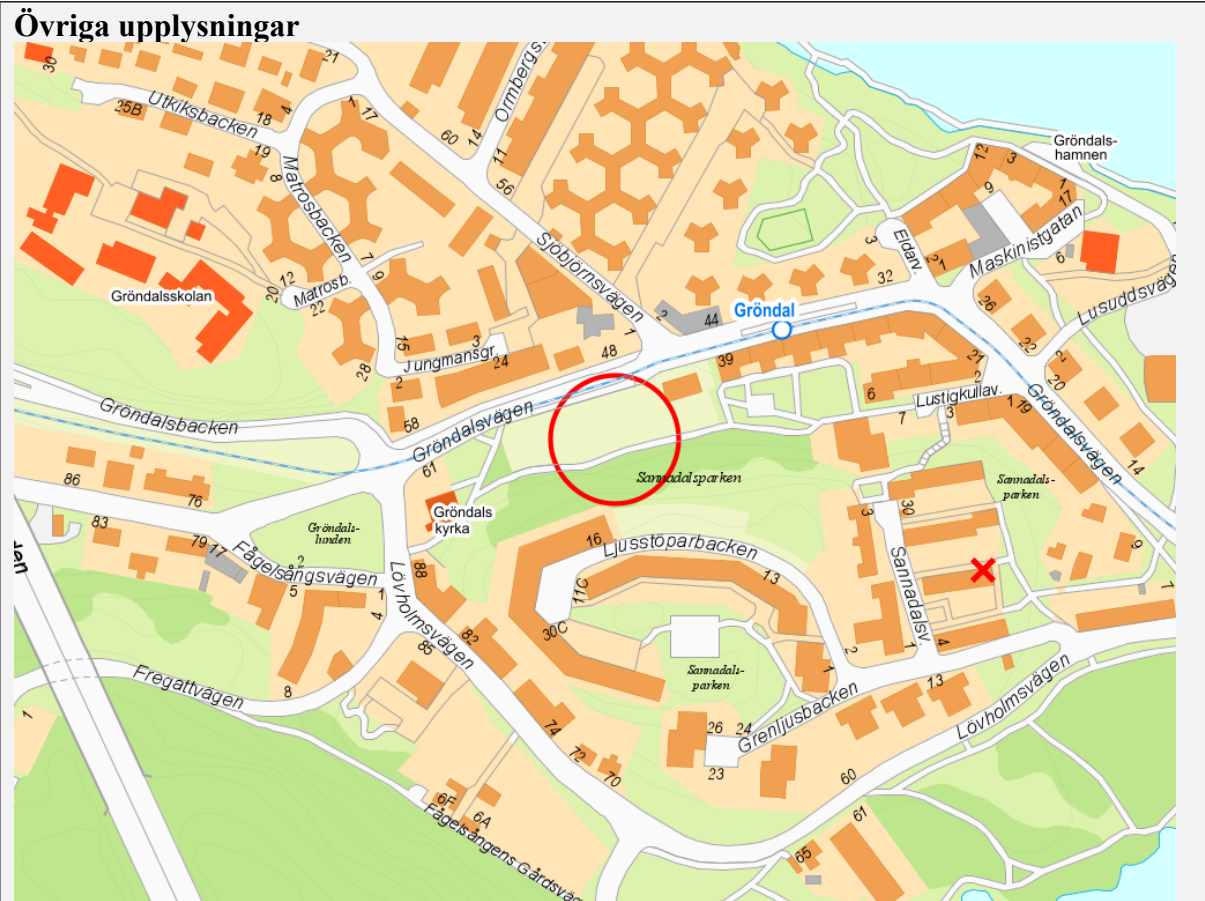 Övriga upplysningar
30
21
Ormbergs
25B
Utkiksbacken
18
4
1
17
60
14
11
Gröndals-
hamnen
12
3
19
8
Matrosbacken
56
9
1
17
Sjöbjörnsvägen
3
Eldarv.
21
Maskinistgatan
6
7
9
12
20
Matrosb.
22
Gröndalsskolan
32
26
Lusuddsväg
2
44
Gröndal
1
48
15
3
Jungmansgr.
24
28
39
21
22
2
20
2
58
6
Lustigkullav.
7
3
1
19
Gröndalsvägen
14
Gröndalsbacken
Gröndalsvägen
61
86
76
Sannadalsparken
Sannadals-
parken
30
3
Gröndals
kyrka
83
Gröndals-
lunden
79
17
2
Fågelsångsvägen
5
1
4
88
16
Ljusstöparbacken
13
11C
30C
Sannadalsv.
9
1
den
Lövholmsvägen
82
85
Sannadals-
parken
1
2
1
4
13
Fregattvägen
8
1
74
72
70
26
24
23
Grenljusbacken
Lövholmsvägen
60
61
65
6F
6A
Fågelsångens Gårdsväg